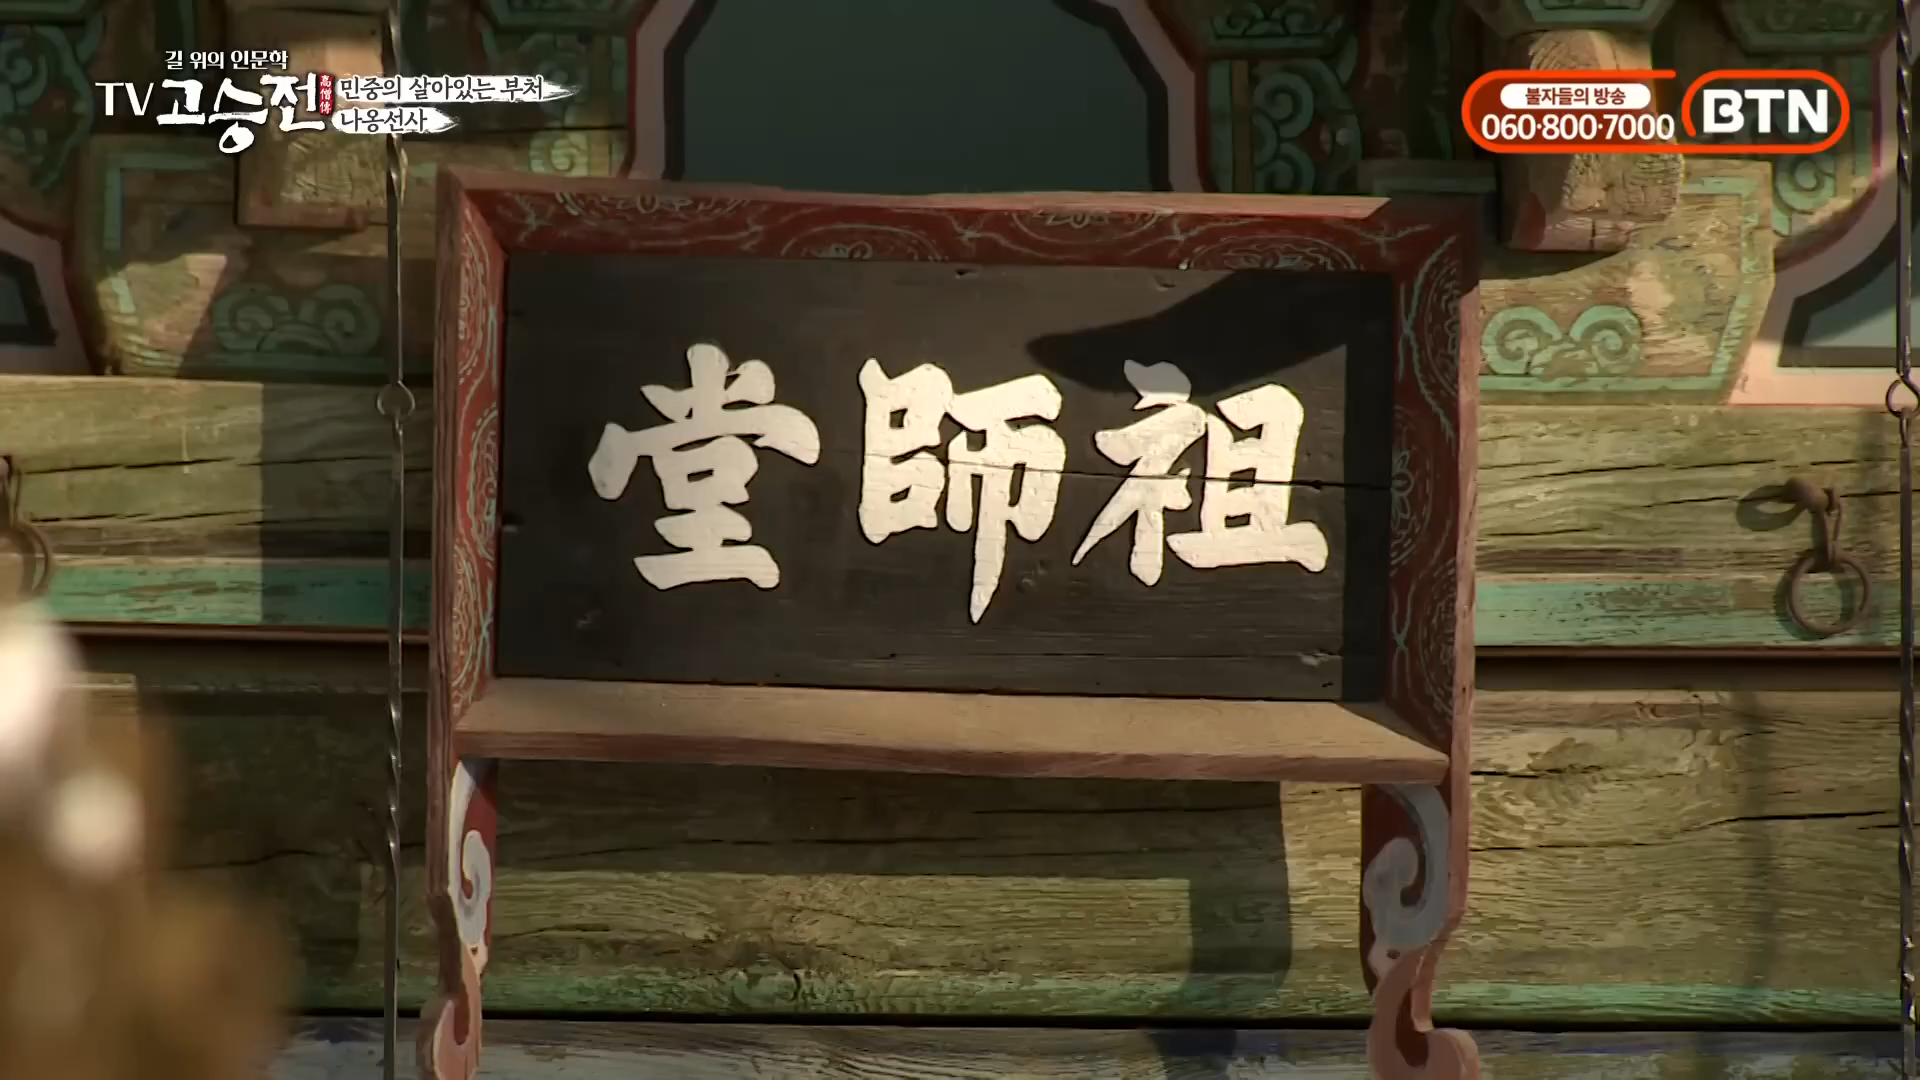 길 위의 인문학
TV고승전 高僧傳
민중의 살아있는 부처
나옹선사
불자들의 방송
060·800·7000
BTN
祖師堂